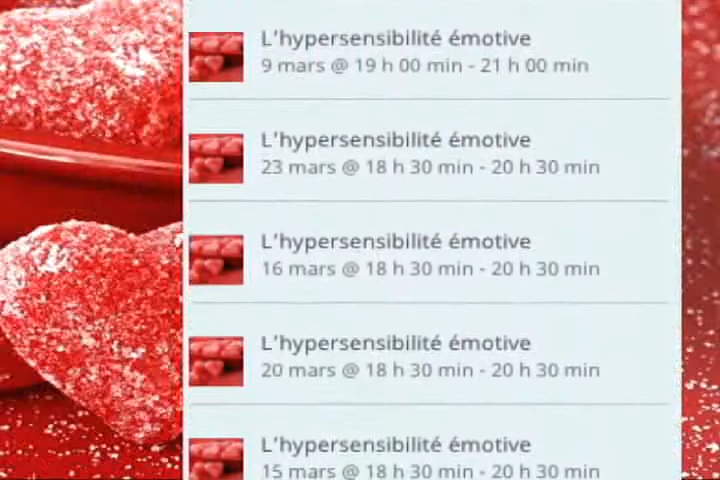 L'hypersensibilité émotive
9 mars @ 19 h 00 min - 21 h 00 min
L'hypersensibilité émotive
23 mars @ 18 h 30 min - 20 h 30 min
L'hypersensibilité émotive
16 mars @ 18 h 30 min - 20 h 30 min
L'hypersensibilité émotive
20 mars @ 18 h 30 min - 20 h 30 min
L'hypersensibilité émotive
15 mars @ 18 h 30 min - 20 h 30 min